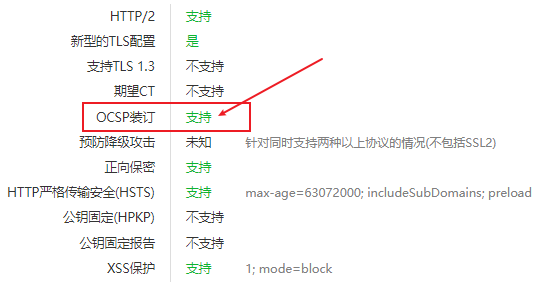 HTTP/2 支持
新型的TLS配置 是
支持TLS 1.3 不支持
期望CT 不支持
OCSP装订 支持
预防降级攻击 未知 针对同时支持两种以上协议的情况(不包括SSL2)
正向保密 支持
HTTP严格传输安全(HSTS) 支持 max-age=63072000; includeSubDomains; preload
公钥固定(HPKP) 不支持
公钥固定报告 不支持
XSS保护 支持 1; mode=block